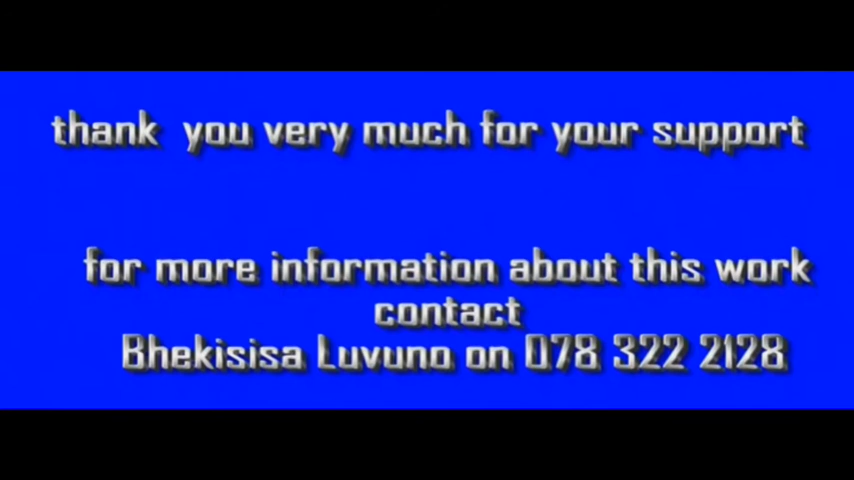 thank you very much for your support
for more information about this work
contact
Bhekisisa Luvuno on 078 322 2128